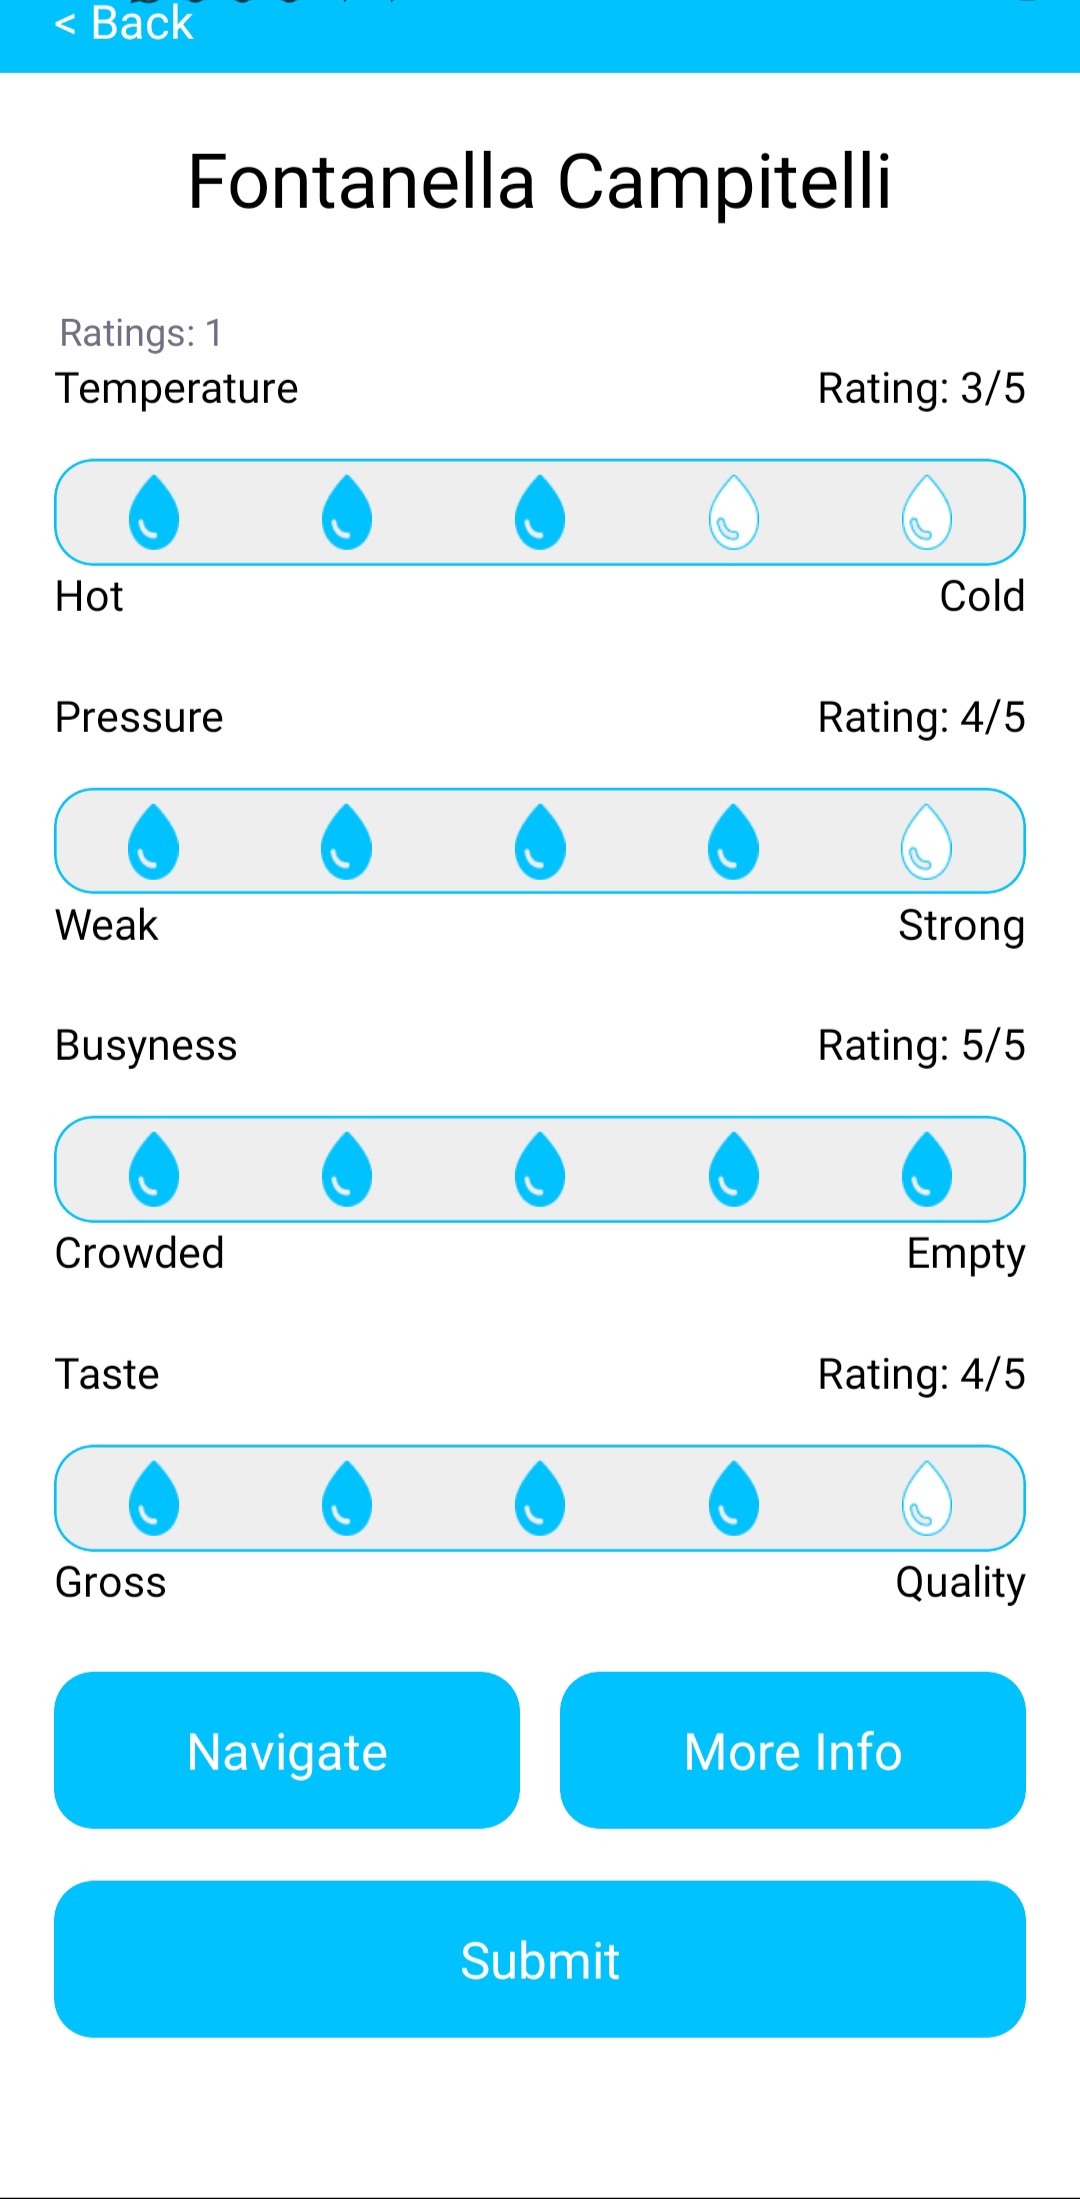 < Back
Fontanella Campitelli
Ratings: 1
Temperature Rating: 3/5
Hot Cold
Pressure Rating: 4/5
Weak Strong
Busyness Rating: 5/5
Crowded Empty
Taste Rating: 4/5
Gross Quality
Navigate More Info
Submit